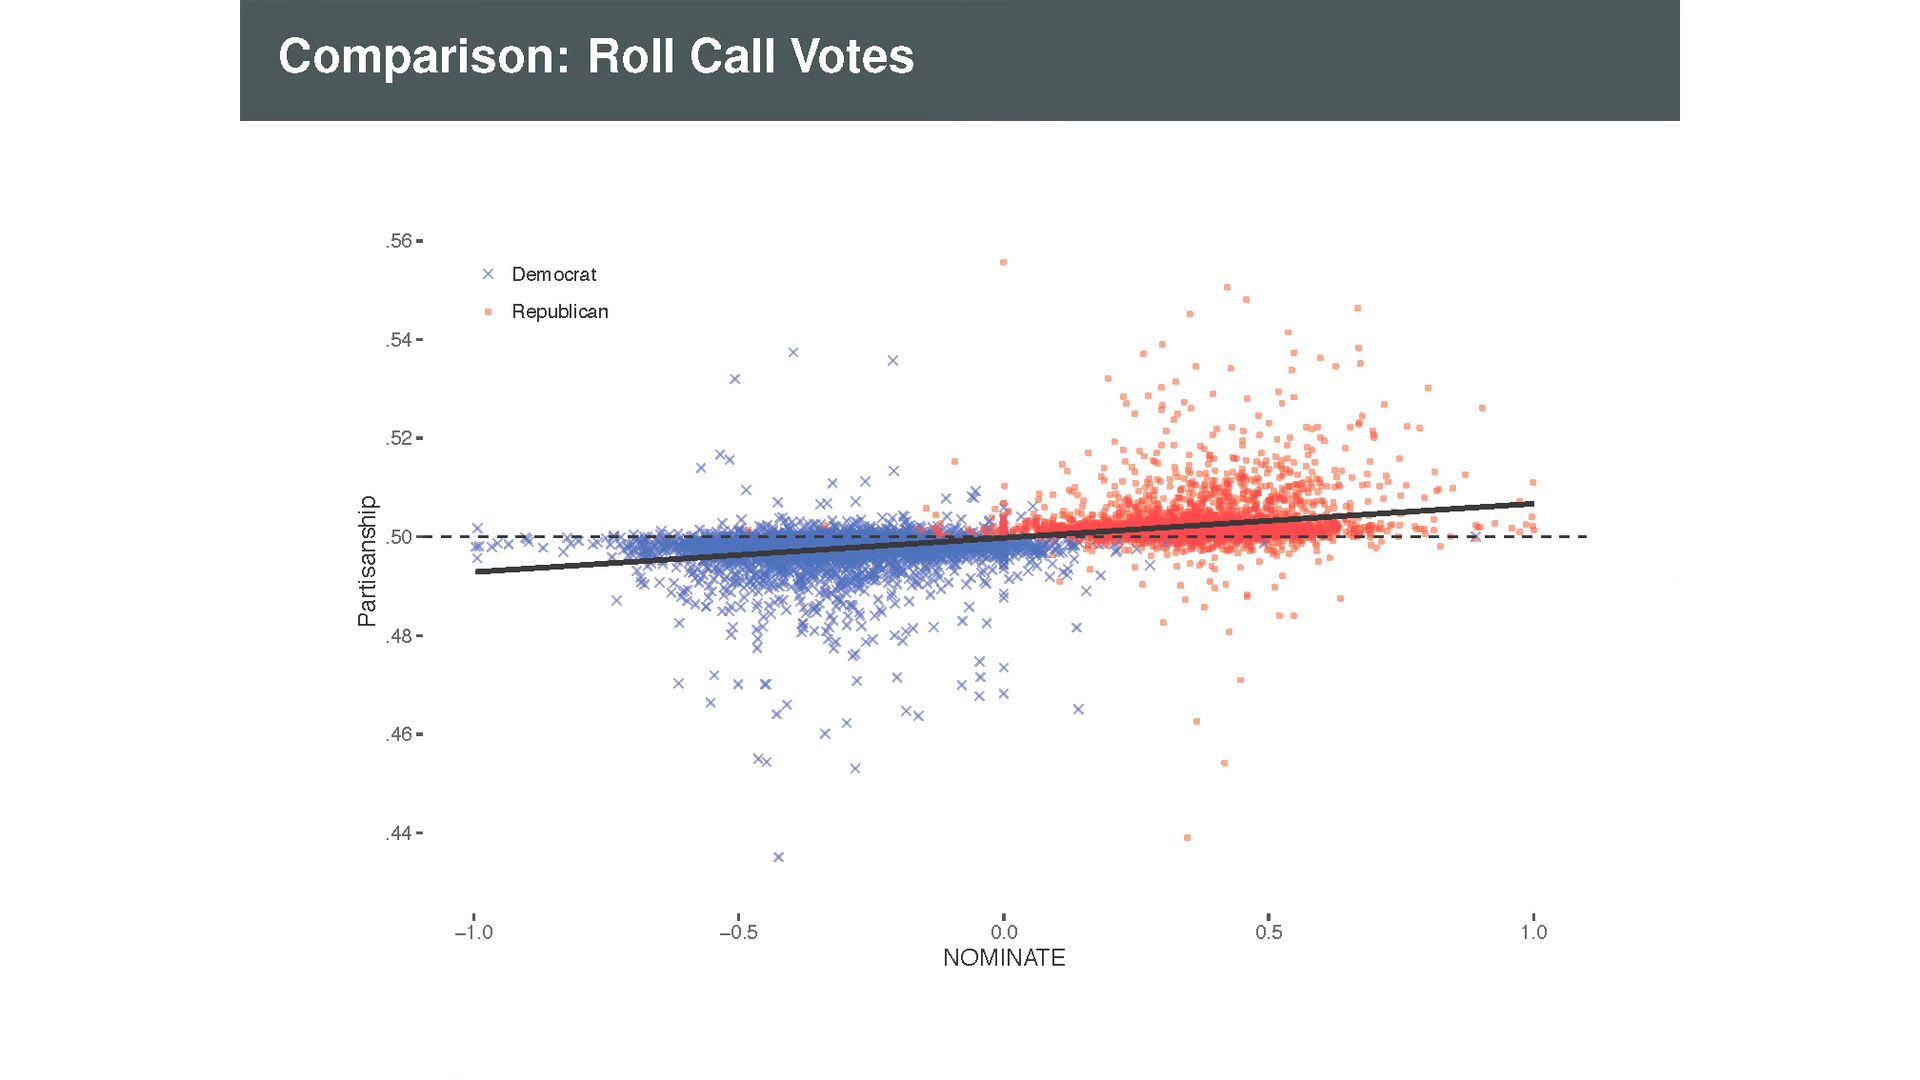 Comparison: Roll Call Votes
.56
Democrat
Republican
.54
.52
.50
.48
.46
.44
Partisanship
−1.0 −0.5 0.0 0.5 1.0
NOMINATE